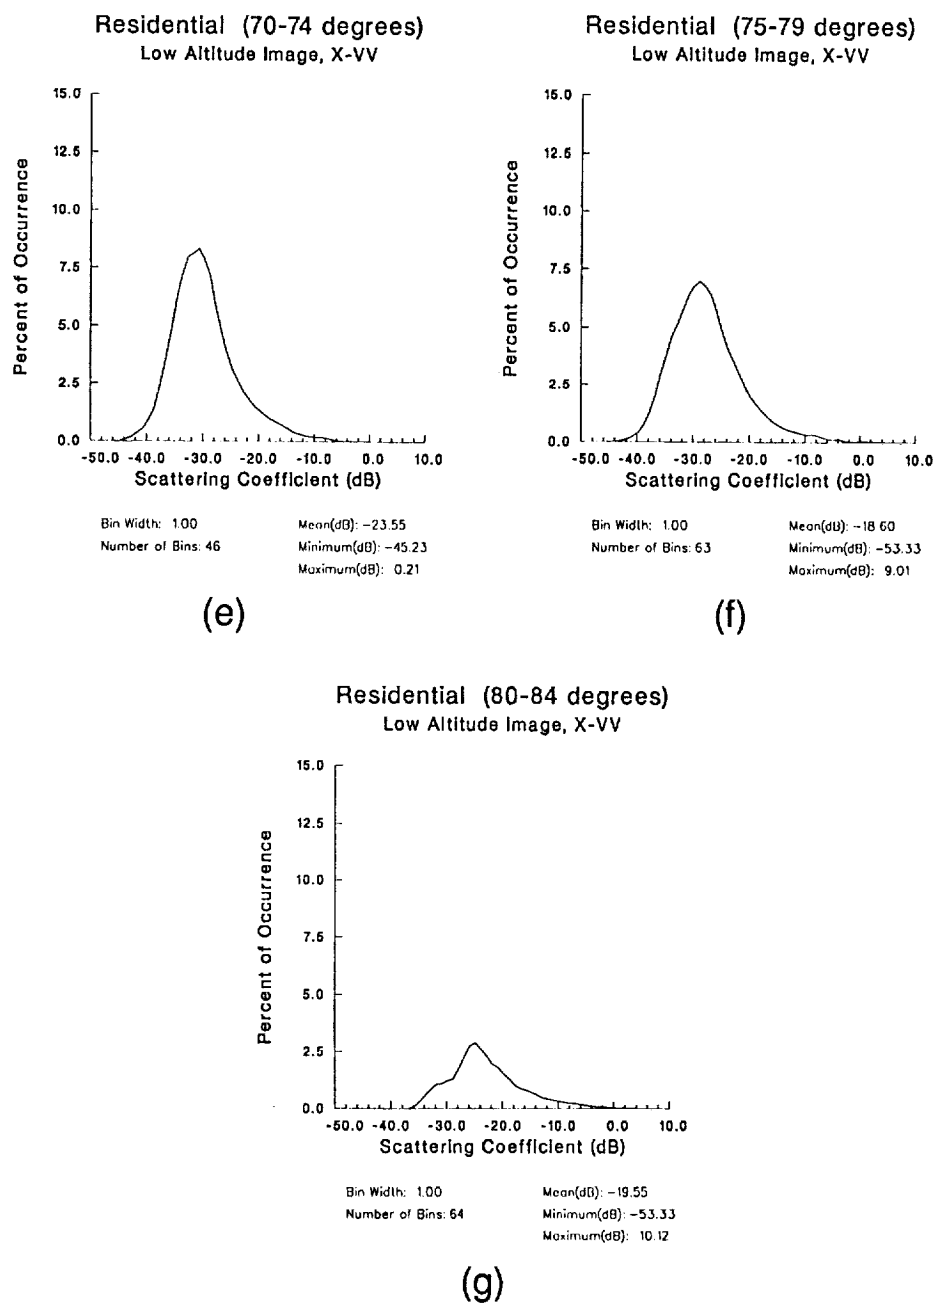 Residential (70-74 degrees)
Low Altitude Image, X-VV
15.0
12.5
10.0
7.5
5.0
2.5
0.0
Percent of Occurrence
-50.0 -40.0 -30.0 -20.0 -10.0 0.0 10.0
Scattering Coefficient (dB)
Bin Width: 1.00
Number of Bins: 46
Mean(dB): -23.55
Minimum(dB): -45.23
Maximum(dB): 0.21
(e)
Residential (75-79 degrees)
Low Altitude Image, X-VV
15.0
12.5
10.0
7.5
5.0
2.5
0.0
Percent of Occurrence
-50.0 -40.0 -30.0 -20.0 -10.0 0.0 10.0
Scattering Coefficient (dB)
Bin Width: 1.00
Number of Bins: 63
Mean(dB): -18.60
Minimum(dB): -53.33
Maximum(dB): 9.01
(f)
Residential (80-84 degrees)
Low Altitude Image, X-VV
15.0
12.5
10.0
7.5
5.0
2.5
0.0
Percent of Occurrence
-50.0 -40.0 -30.0 -20.0 -10.0 0.0 10.0
Scattering Coefficient (dB)
Bin Width: 1.00
Number of Bins: 64
Mean(dB): -19.55
Minimum(dB): -53.33
Maximum(dB): 10.12
(g)